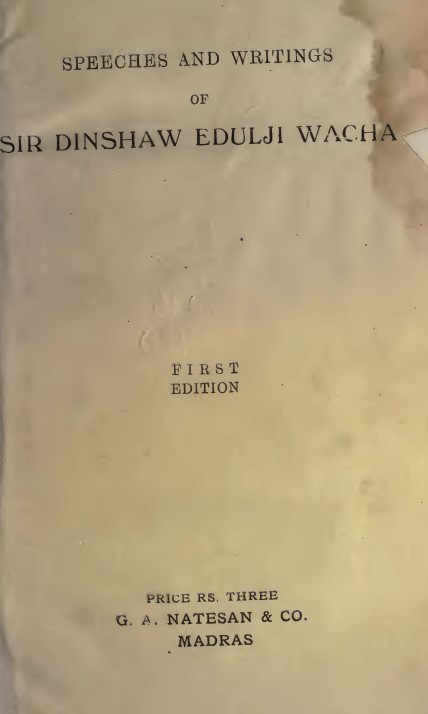 SPEECHES AND WRITINGS
OF
SIR DINSHAW EDULJI WACHA
FIRST
EDITION
PRICE RS. THREE
G. A. NATESAN & CO.
MADRAS